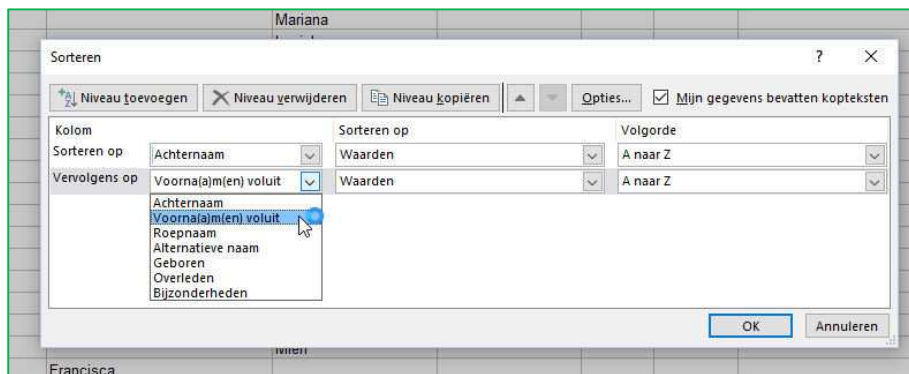 Mariana
Sorteren ?
Niveau toevoegen Niveau verwijderen Niveau kopiëren Opties... Mijn gegevens bevatten kopteksten
Kolom Sorteren op Volgorde
Sorteren op Achternaam Waarden A naar Z
Vervolgens op Voorna(a)m(en) voluit Waarden A naar Z
Achternaam
Voorna(a)m(en) voluit
Roepnaam
Alternatieve naam
Geboren
Overleden
Bijzonderheden
OK Annuleren
Francisca